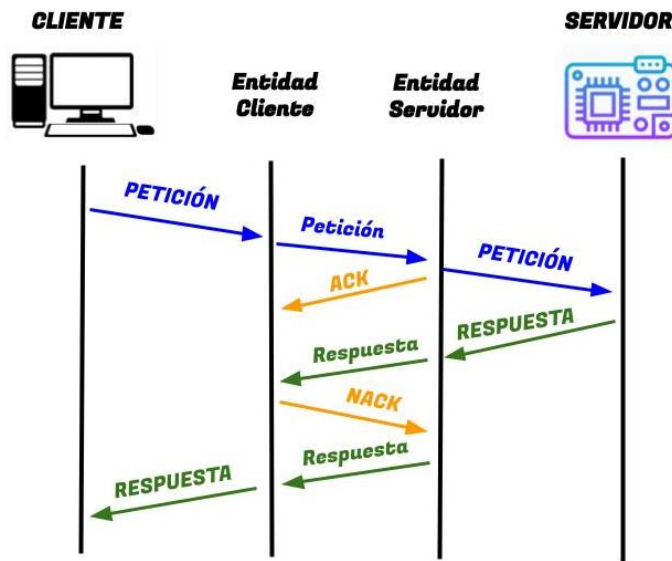 CLIENTE
SERVIDOR
Entidad
Cliente
Entidad
Servidor
PETICIÓN
Petición
PETICIÓN
ACK
RESPUESTA
Respuesta
NACK
Respuesta
RESPUESTA